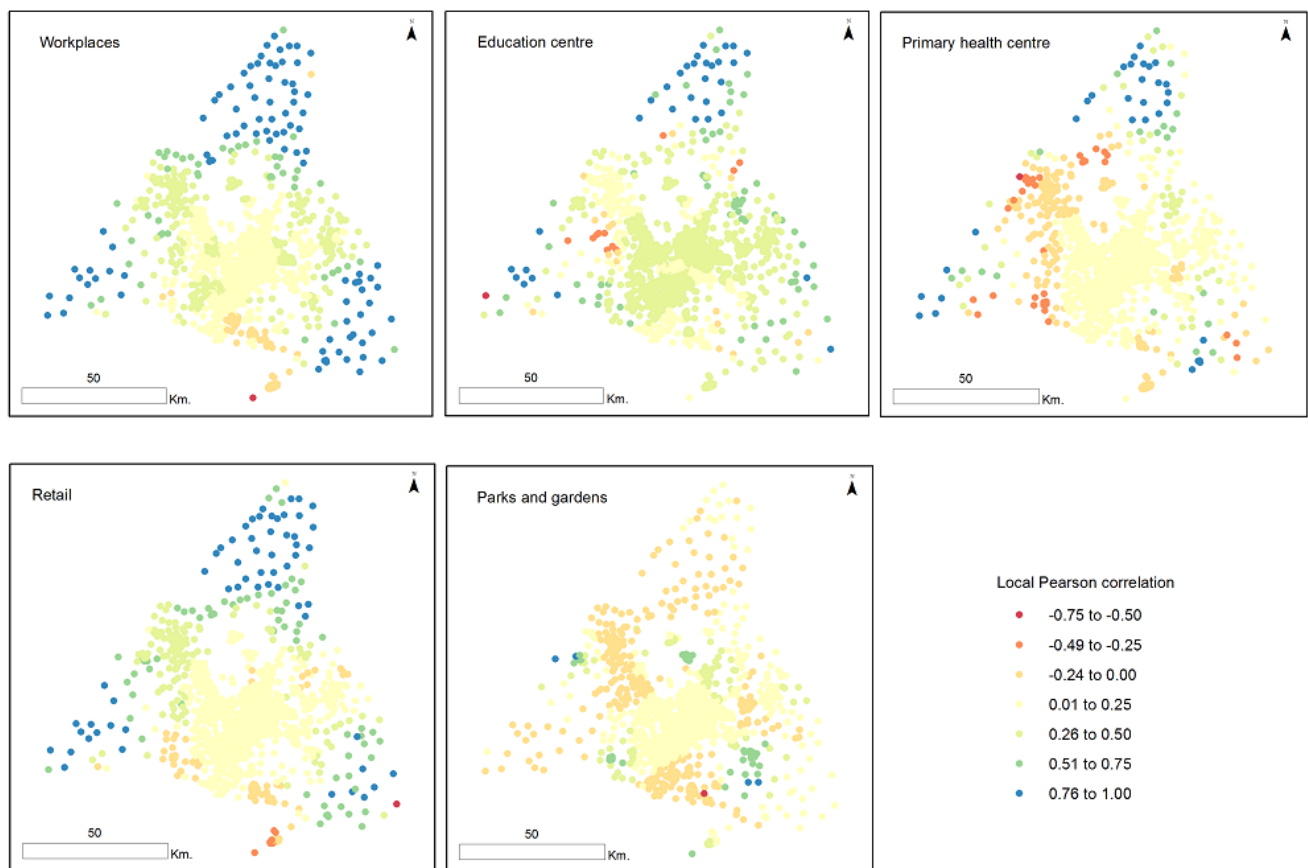 Workplaces
N
50
Km.
Education centre
N
50
Km.
Primary health centre
N
50
Km.
Retail
N
50
Km.
Parks and gardens
N
50
Km.
Local Pearson correlation
-0.75 to -0.50
-0.49 to -0.25
-0.24 to 0.00
0.01 to 0.25
0.26 to 0.50
0.51 to 0.75
0.76 to 1.00